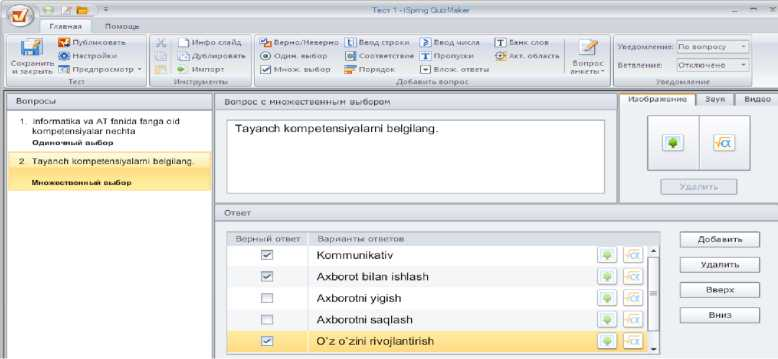 Тест 1 - iSpring QuizMaker
Главная Помощь
Сохранить и закрыть
Публиковать
Настройки
Предпросмотр
Тест
Инфо слайд
Дублировать
Импорт
Инструменты
Верно/Неверно Ввод строки Ввод числа Банк слов
Один. выбор Соответствие Пропуски Акт. область
Множ. выбор Порядок Влож. ответы
Добавить вопрос
Вопрос анкеты
Уведомление: По вопросу
Ветвление: Отключено
Уведомление
Вопросы
1. Informatika va AT fanida fanga oid
kompetensiyalar nechta
Одиночный выбор
2. Tayanch kompetensiyalarni belgilang.
Множественный выбор
Вопрос с множественным выбором
Tayanch kompetensiyalarni belgilang.
Изображение Звук Видео
Удалить
Ответ
Верный ответ Варианты ответов
Kommunikativ
Axborot bilan ishlash
Axborotni yigish
Axborotni saqlash
O`z o`zini rivojlantirish
Добавить
Удалить
Вверх
Вниз